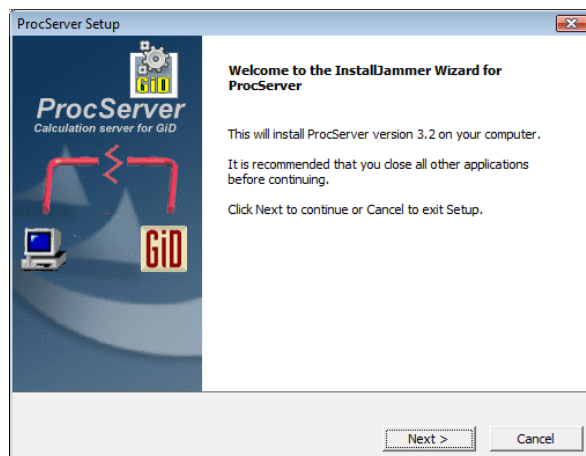 ProcServer Setup
GiD
ProcServer
Calculation server for GiD
GiD
Welcome to the InstallJammer Wizard for
ProcServer
This will install ProcServer version 3.2 on your computer.
It is recommended that you close all other applications
before continuing.
Click Next to continue or Cancel to exit Setup.
Next >
Cancel